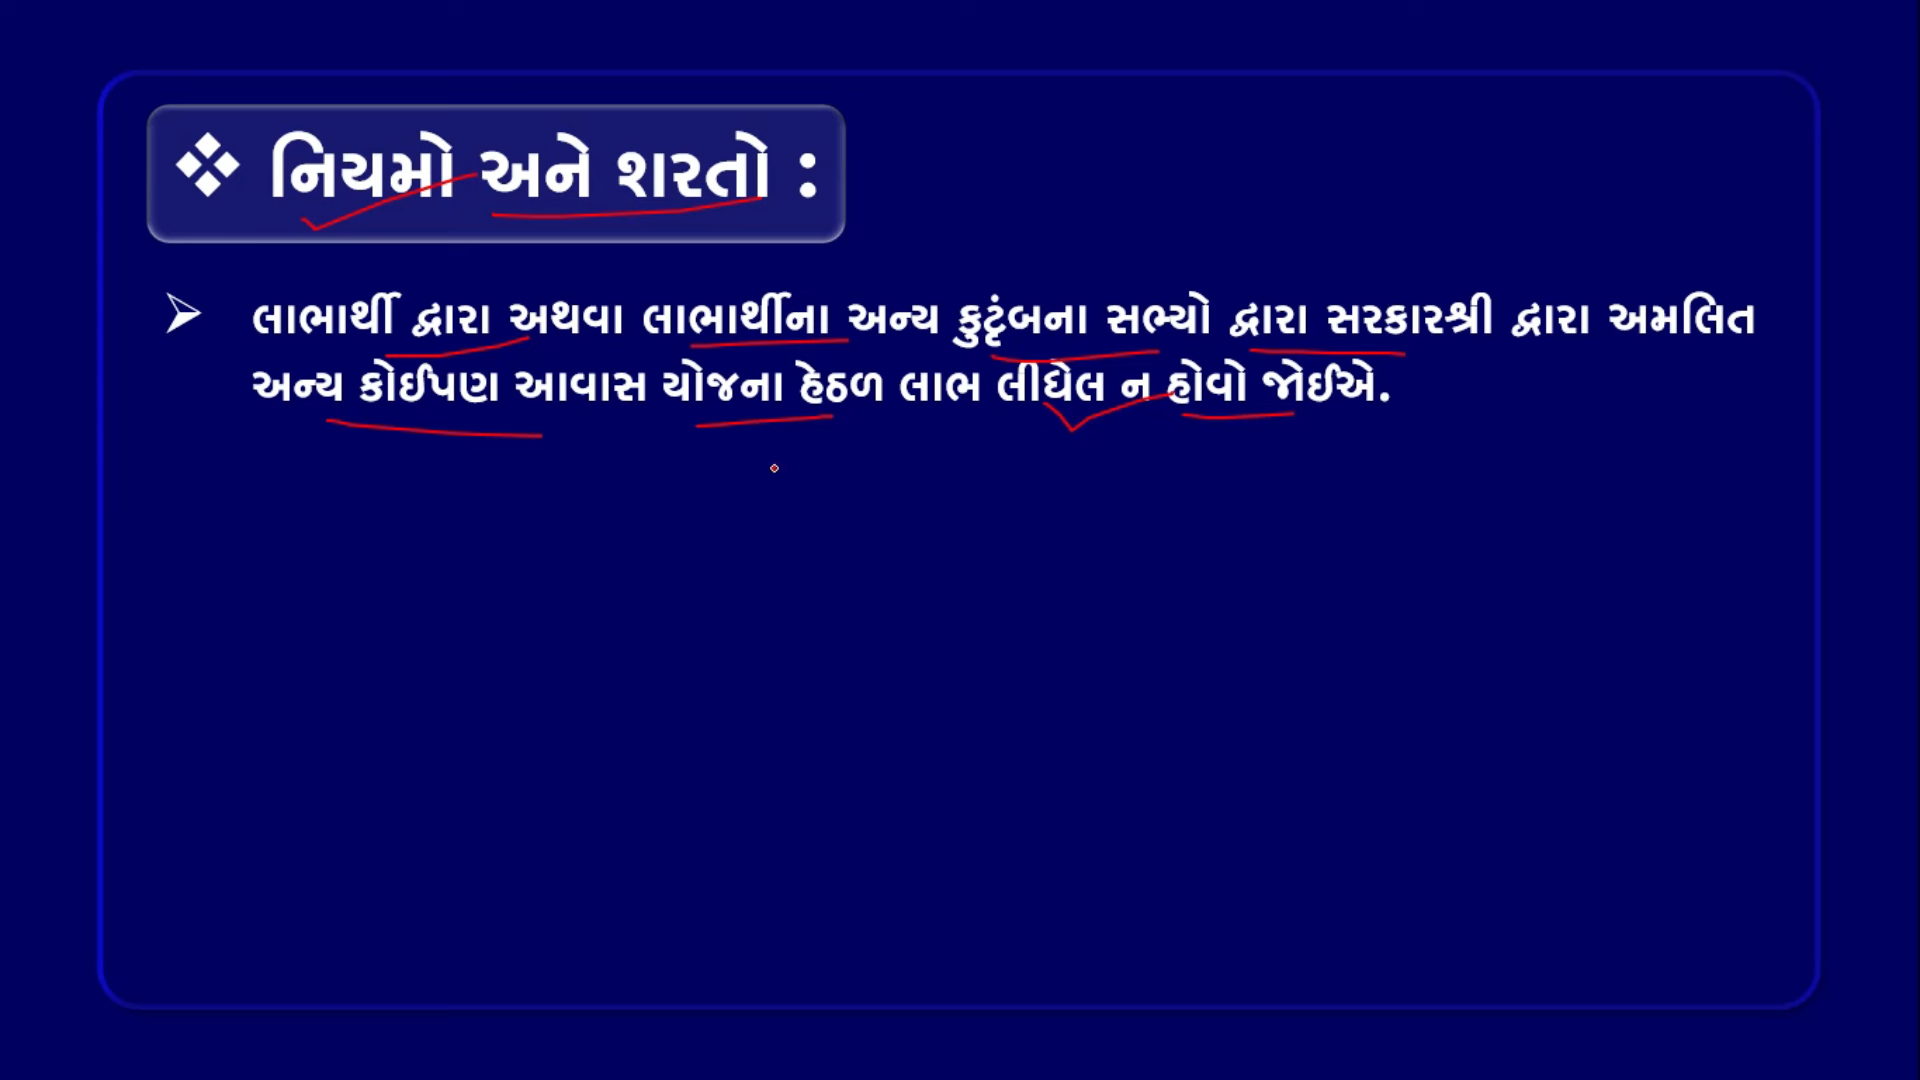 ❖ નિયમો અને શરતો :
➢ લાભાર્થી દ્વારા અથવા લાભાર્થીના અન્ય કુટુંબના સભ્યો દ્વારા સરકારશ્રી દ્વારા અમલિત
અન્ય કોઈપણ આવાસ યોજના હેઠળ લાભ લીધેલ ન હોવો જોઈએ.